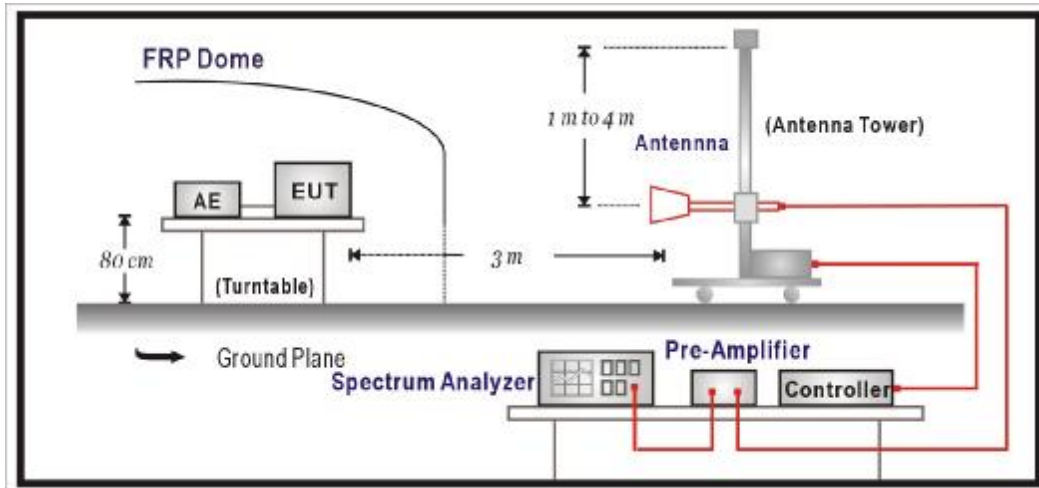 FRP Dome
1 m to 4 m
(Antenna Tower)
Antennna
AE
EUT
80 cm
3 m
(Turntable)
Ground Plane
Pre-Amplifier
Spectrum Analyzer
Controller